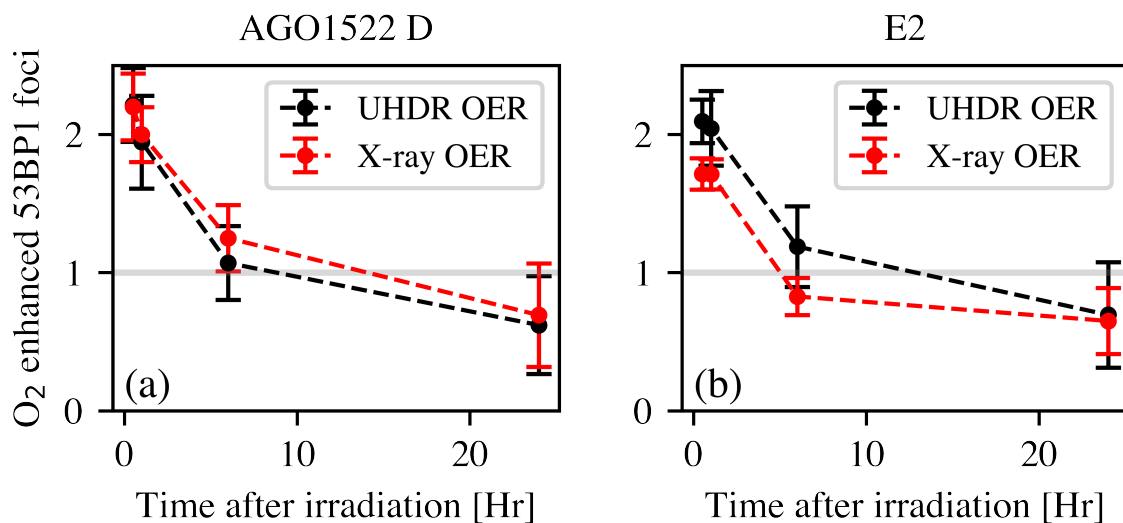 AGO1522 D
E2
O₂ enhanced 53BP1 foci
2
1
0
UHDR OER
X-ray OER
(a)
0
10
20
Time after irradiation [Hr]
2
1
0
UHDR OER
X-ray OER
(b)
0
10
20
Time after irradiation [Hr]